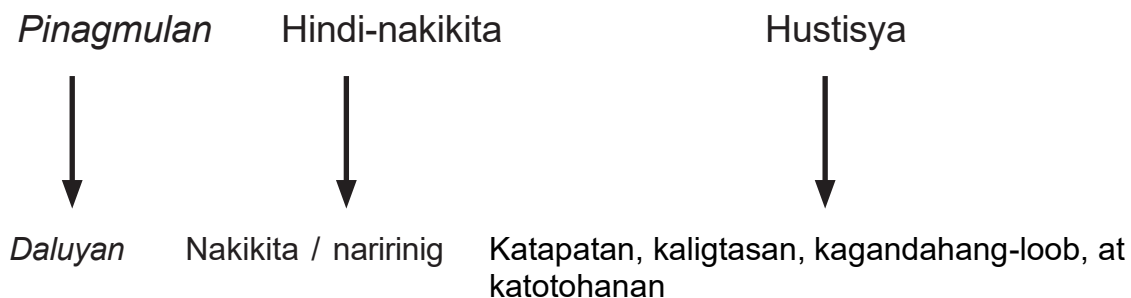 Pinagmulan Hindi-nakikita Hustisya
Daluyan Nakikita / naririnig Katapatan, kaligtasan, kagandahang-loob, at
katotohanan